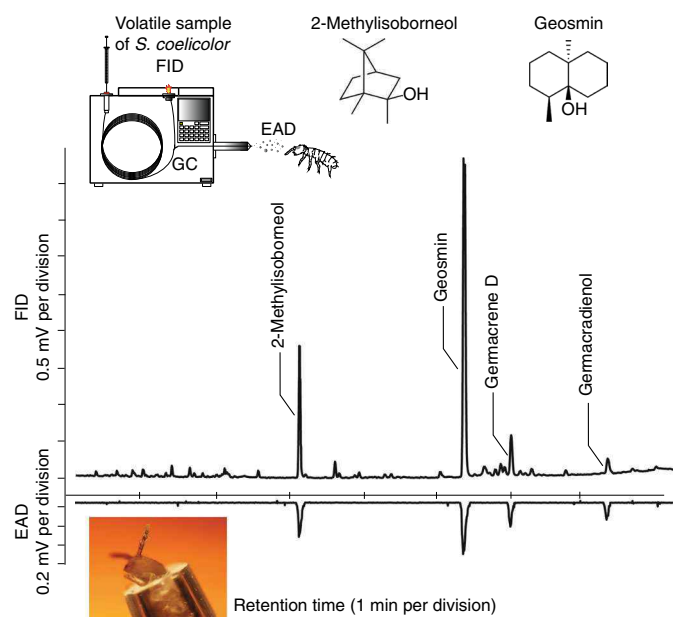 Volatile sample
of S. coelicolor
FID
GC
EAD
2-Methylisoborneol
OH
Geosmin
OH
FID
0.5 mV per division
2-Methylisoborneol
Geosmin
Germacrene D
Germacradienol
EAD
0.2 mV per division
Retention time (1 min per division)